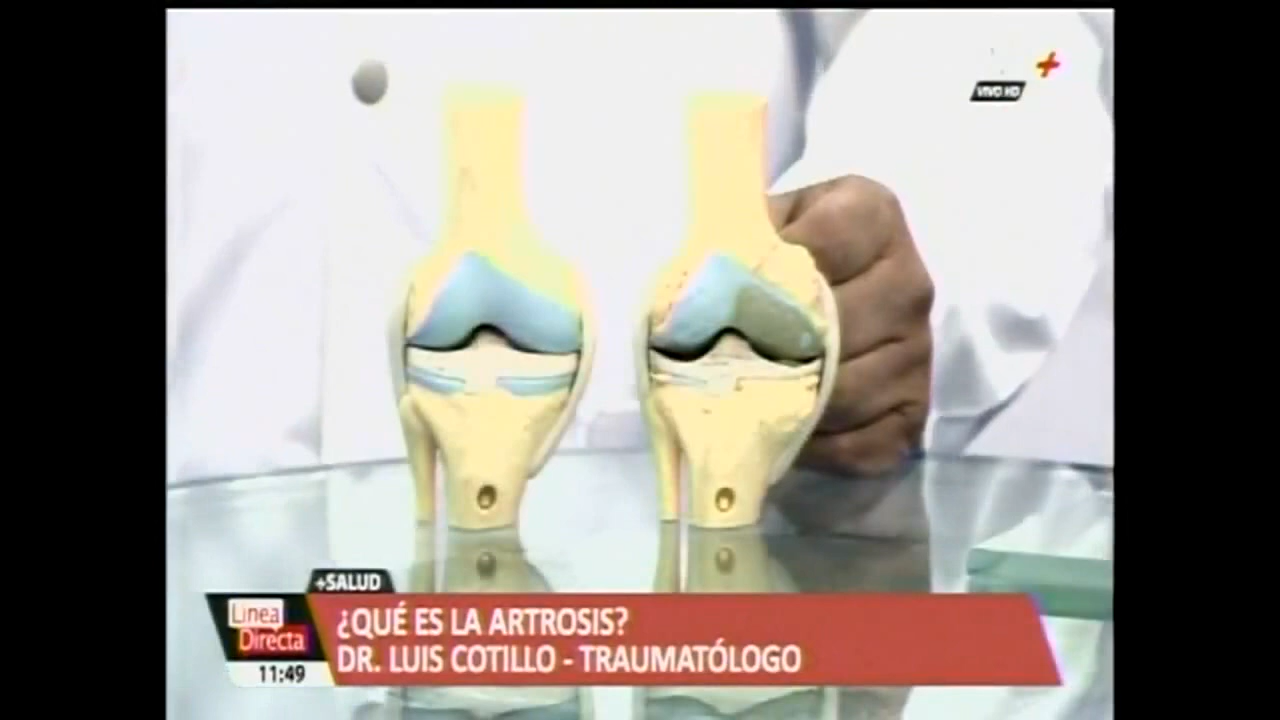 +
VIVO HD
+SALUD
Linea
Directa
11:49
¿QUÉ ES LA ARTROSIS?
DR. LUIS COTILLO - TRAUMATÓLOGO